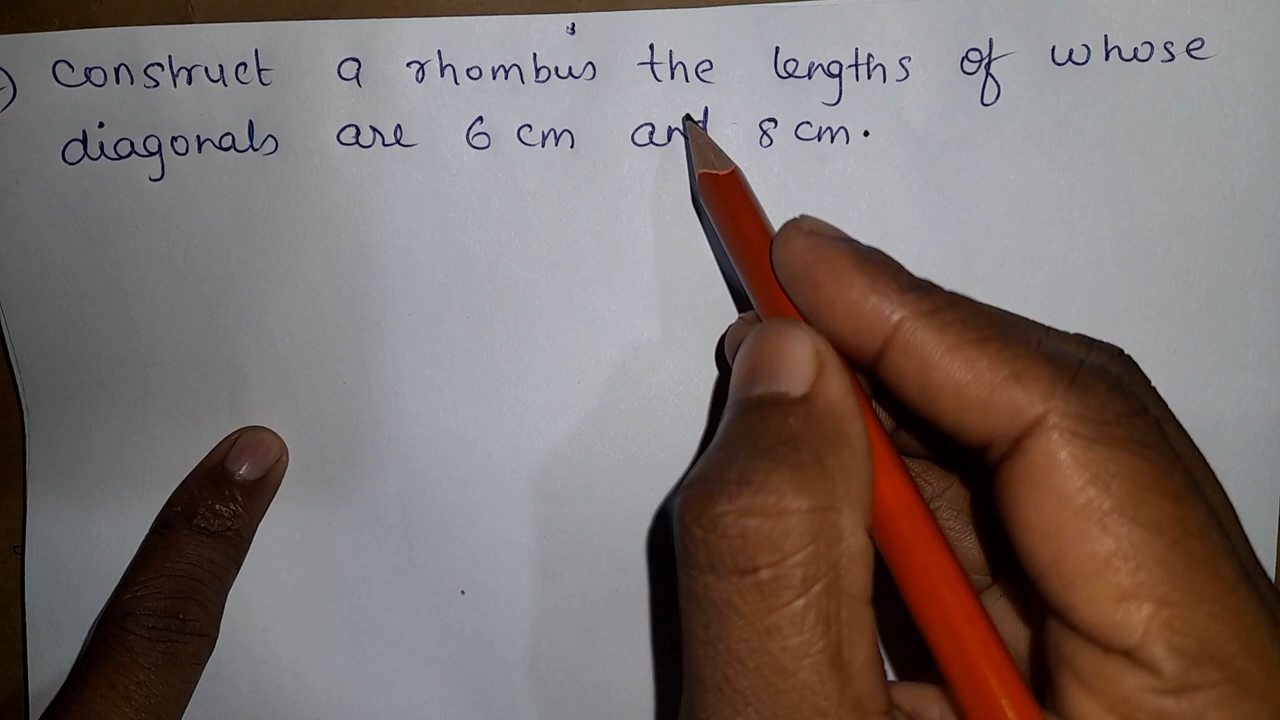 ) construct a rhombus the lengths of whose
diagonals are 6 cm and 8 cm.